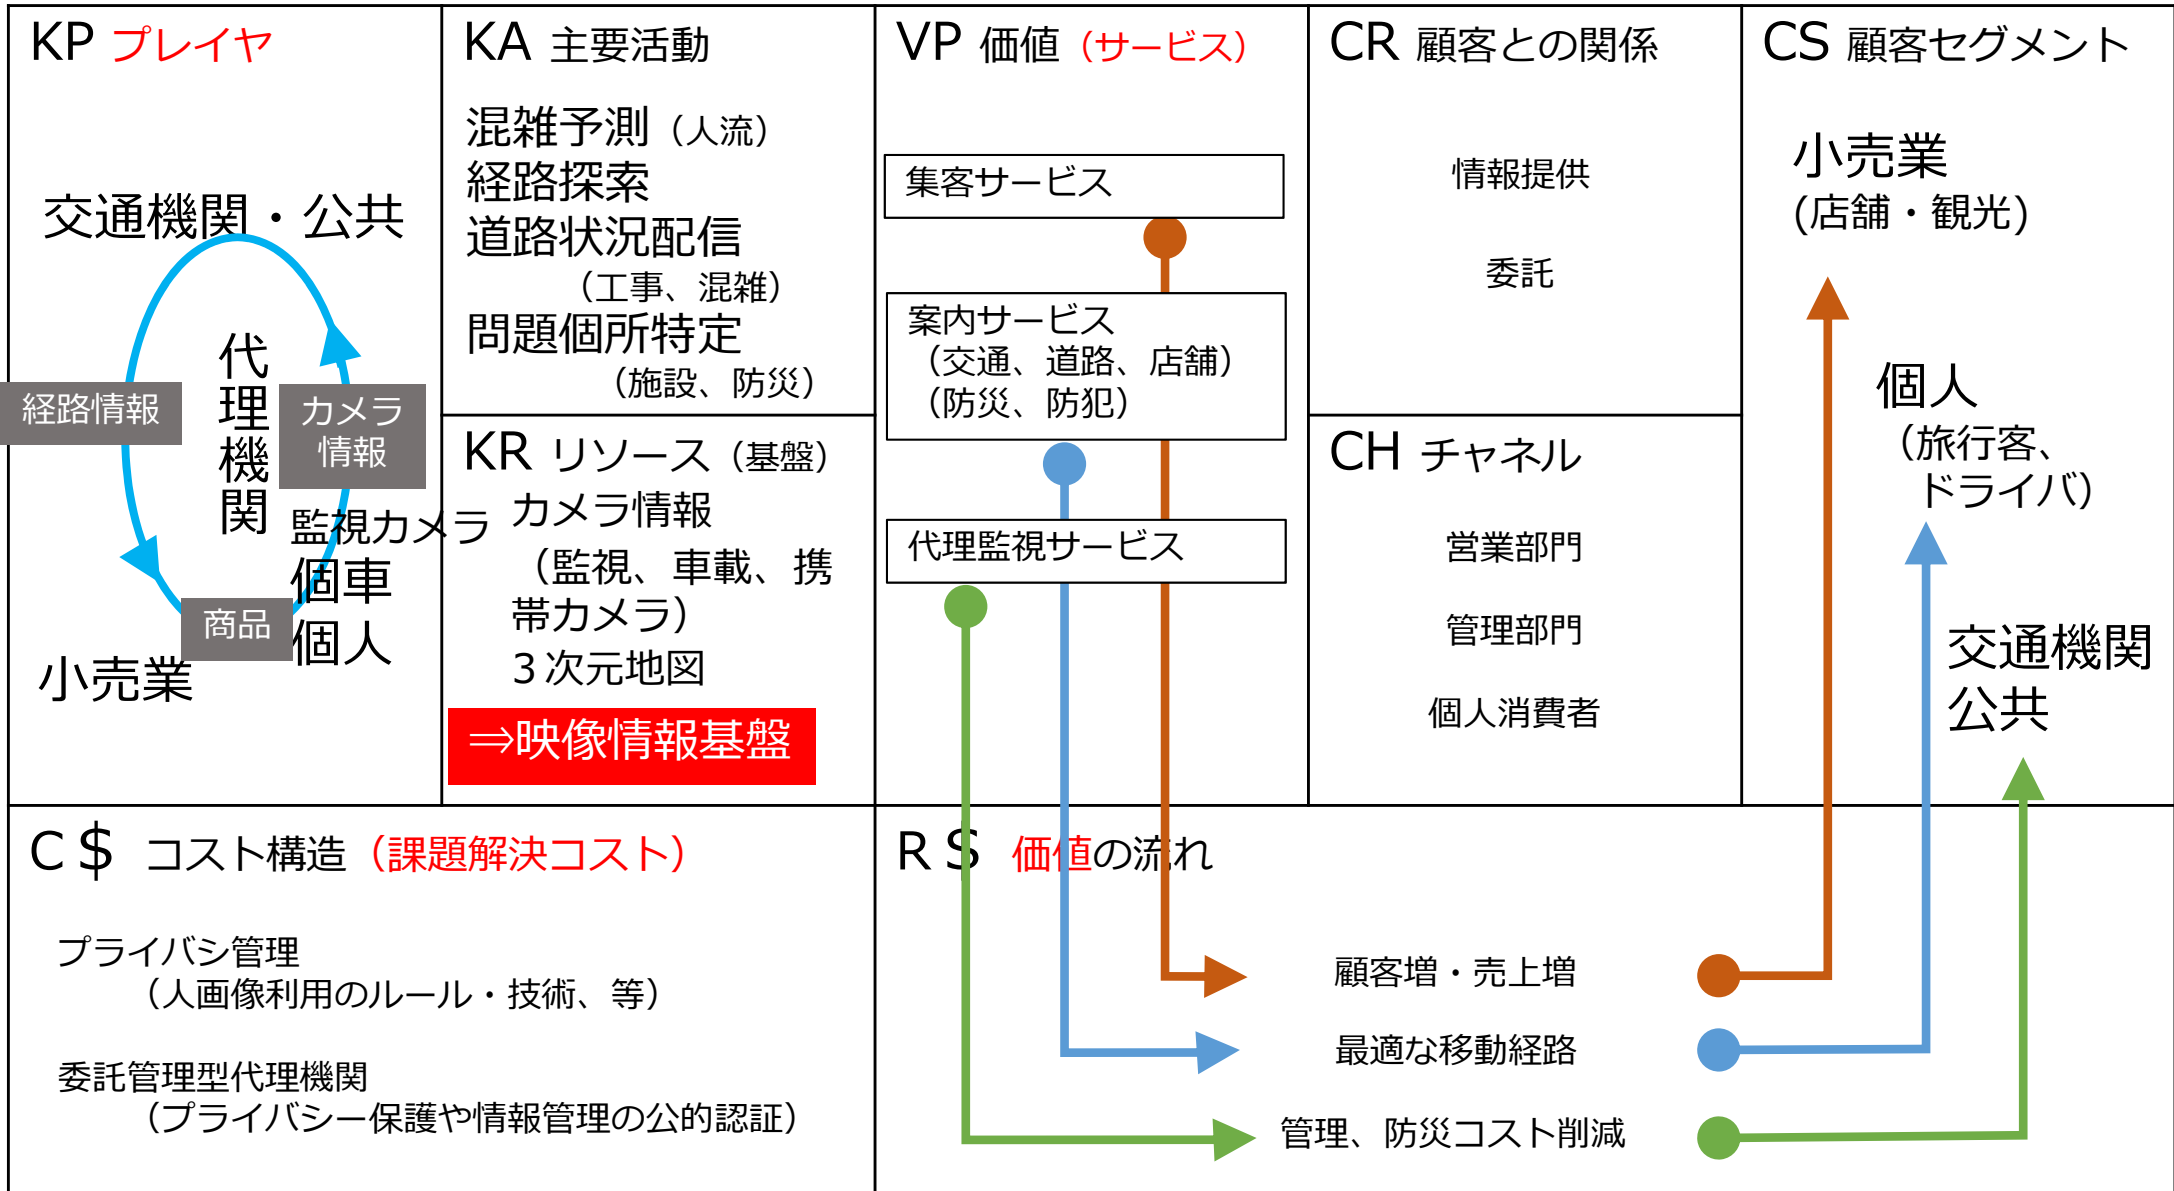 KP プレイヤ
交通機関・公共
代理機関
経路情報
カメラ
情報
監視カメラ
個車
個人
商品
小売業
KA 主要活動
混雑予測（人流）
経路探索
道路状況配信
（工事、混雑）
問題個所特定
（施設、防災）
KR リソース（基盤）
カメラ情報
（監視、車載、携
帯カメラ）
３次元地図
⇒映像情報基盤
VP 価値（サービス）
集客サービス
案内サービス
（交通、道路、店舗）
（防災、防犯）
代理監視サービス
CR 顧客との関係
情報提供
委託
CH チャネル
営業部門
管理部門
個人消費者
CS 顧客セグメント
小売業
(店舗・観光)
個人
（旅行客、
ドライバ）
交通機関
公共
C＄ コスト構造（課題解決コスト）
プライバシ管理
（人画像利用のルール・技術、等）
委託管理型代理機関
（プライバシー保護や情報管理の公的認証）
R＄ 価値の流れ
顧客増・売上増
最適な移動経路
管理、防災コスト削減